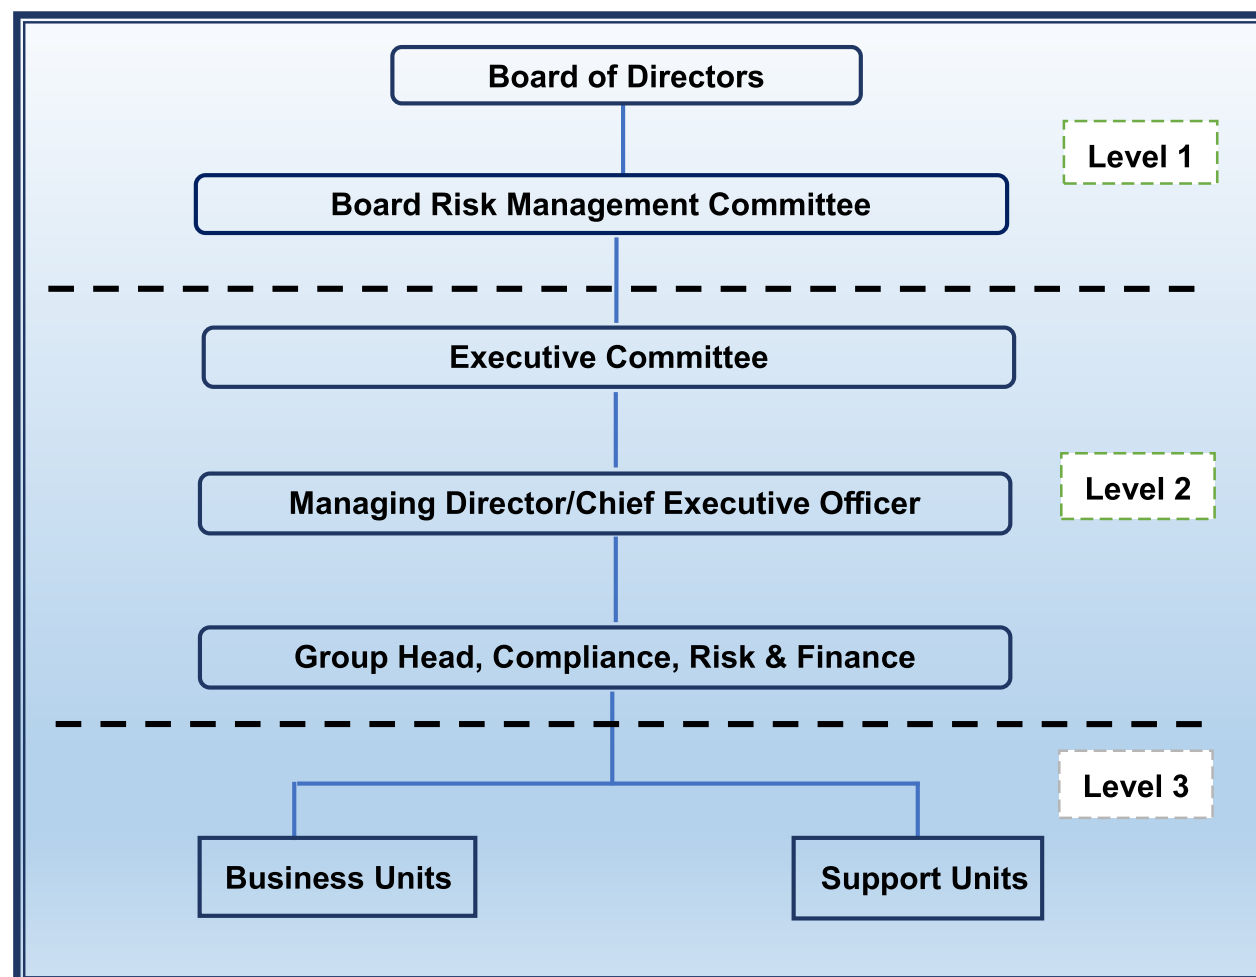 Board of Directors
Level 1
Board Risk Management Committee
Executive Committee
Managing Director/Chief Executive Officer
Level 2
Group Head, Compliance, Risk & Finance
Level 3
Business Units
Support Units